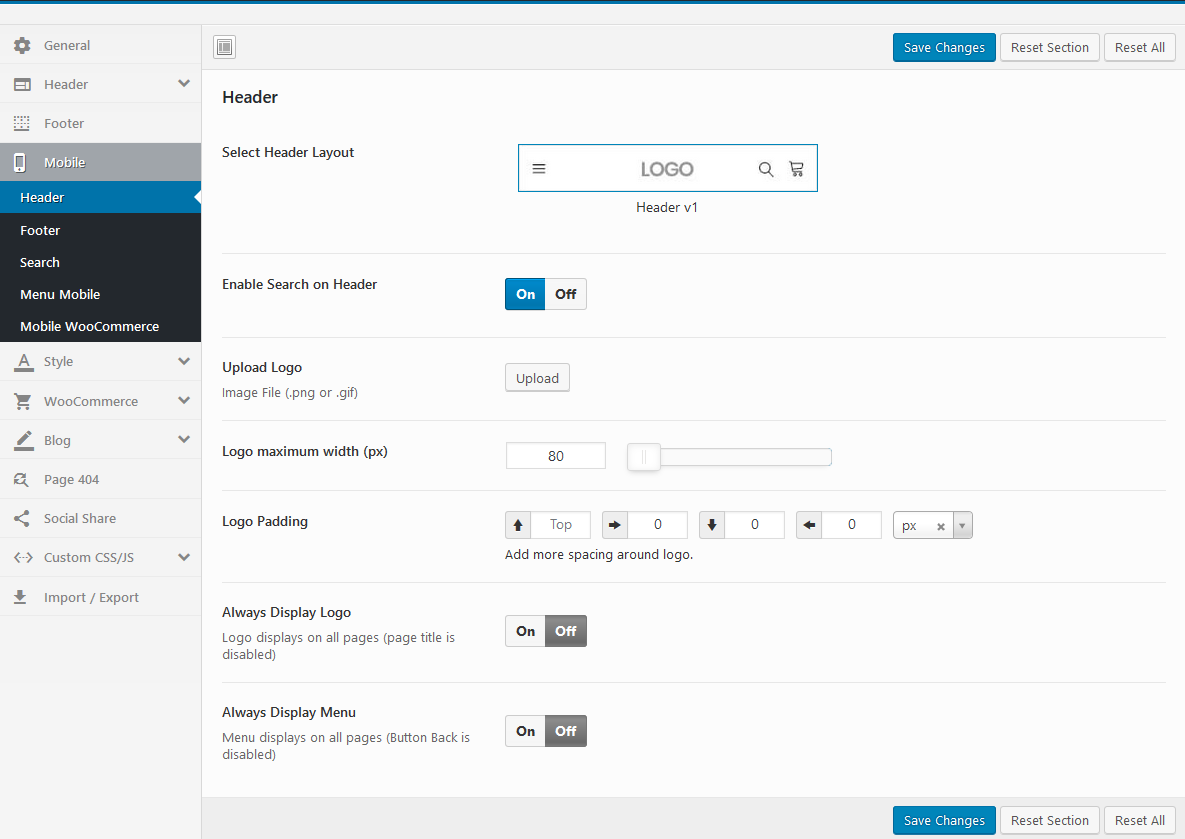 General
Header
Footer
Mobile
Header
Footer
Search
Menu Mobile
Mobile WooCommerce
Style
WooCommerce
Blog
Page 404
Social Share
Custom CSS/JS
Import / Export
Save Changes Reset Section Reset All
Header
Select Header Layout
LOGO
Header v1
Enable Search on Header
On Off
Upload Logo
Image File (.png or .gif)
Upload
Logo maximum width (px)
80
Logo Padding
Top 0 0 0 px
Add more spacing around logo.
Always Display Logo
Logo displays on all pages (page title is
disabled)
On Off
Always Display Menu
Menu displays on all pages (Button Back is
disabled)
On Off
Save Changes Reset Section Reset All